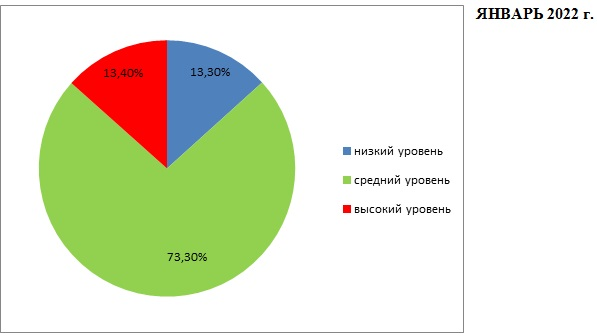 ЯНВАРЬ 2022 г.
13,40%
13,30%
73,30%
низкий уровень
средний уровень
высокий уровень